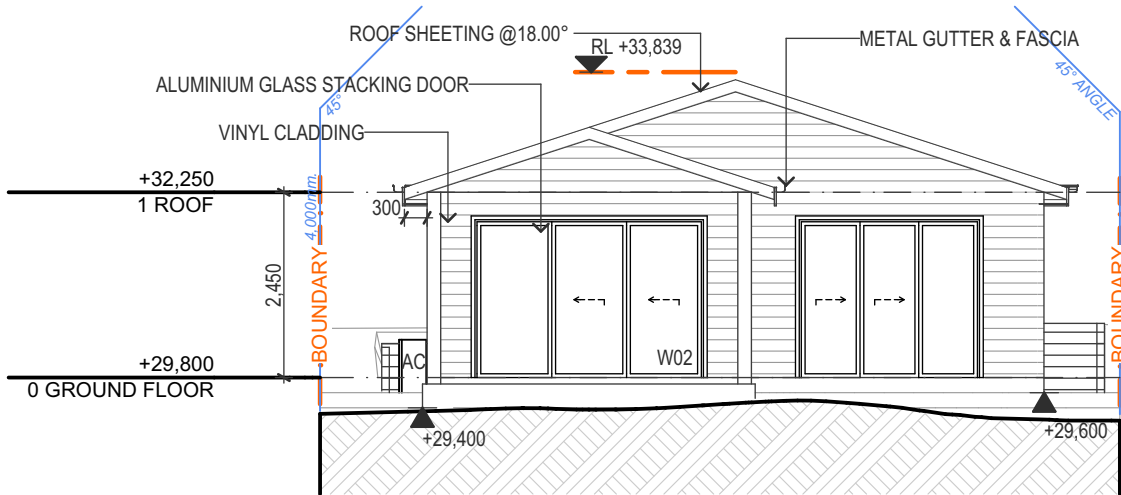 ROOF SHEETING @18.00°
RL +33,839
METAL GUTTER & FASCIA
ALUMINIUM GLASS STACKING DOOR
45°
45° ANGLE
VINYL CLADDING
+32,250
1 ROOF
4,000mm.
300
2,450
BOUNDARY
BOUNDARY
+29,800
0 GROUND FLOOR
AC
W02
+29,400
+29,600